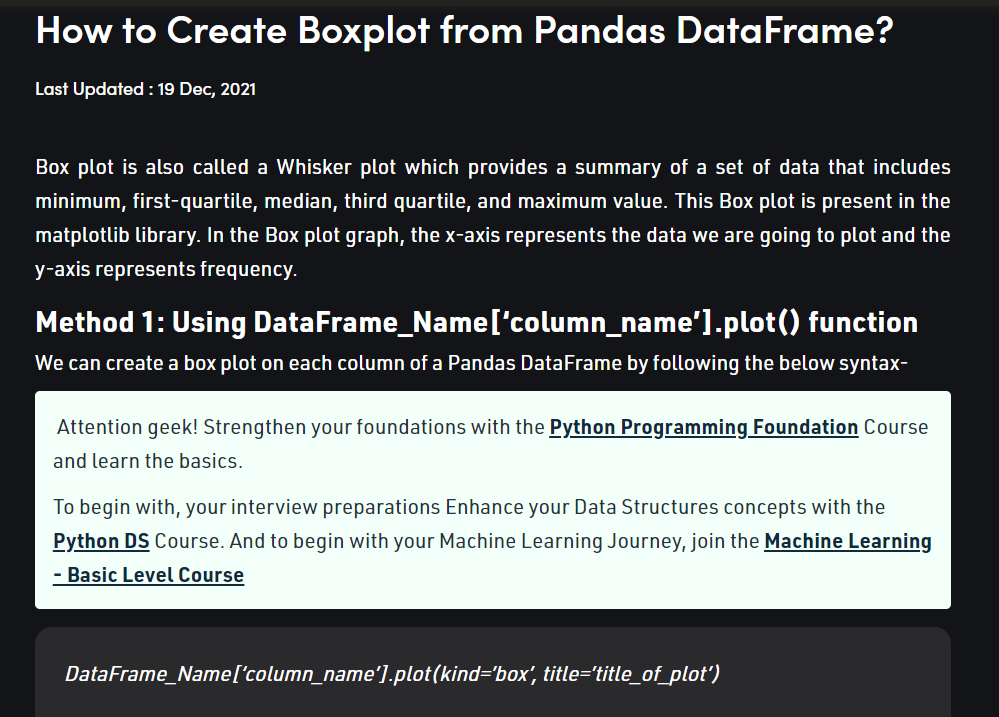 How to Create Boxplot from Pandas DataFrame?
Last Updated : 19 Dec, 2021
Box plot is also called a Whisker plot which provides a summary of a set of data that includes
minimum, first-quartile, median, third quartile, and maximum value. This Box plot is present in the
matplotlib library. In the Box plot graph, the x-axis represents the data we are going to plot and the
y-axis represents frequency.
Method 1: Using DataFrame_Name[‘column_name’].plot() function
We can create a box plot on each column of a Pandas DataFrame by following the below syntax-
Attention geek! Strengthen your foundations with the Python Programming Foundation Course
and learn the basics.
To begin with, your interview preparations Enhance your Data Structures concepts with the
Python DS Course. And to begin with your Machine Learning Journey, join the Machine Learning
- Basic Level Course
DataFrame_Name[‘column_name’].plot(kind=’box’, title=’title_of_plot’)